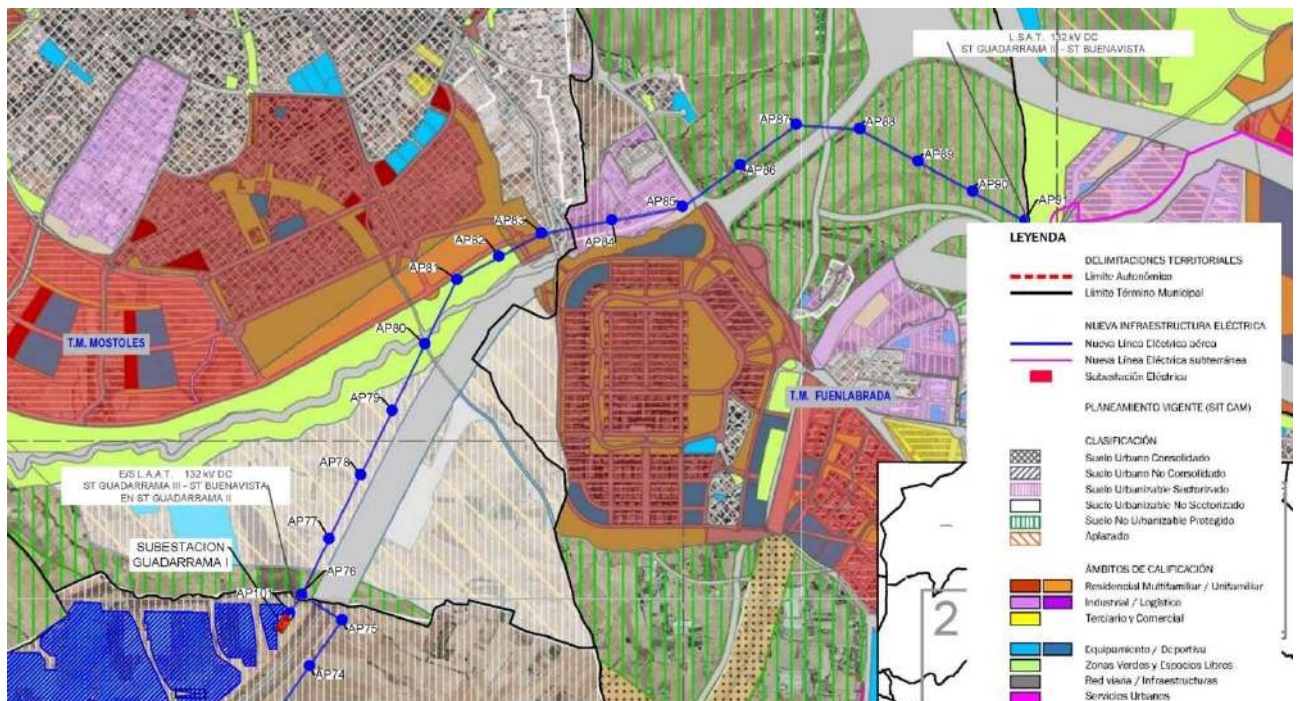 L.S.A.T. 132 kV DC
ST GUADARRAMA II - ST BUENAVISTA
AP87
AP88
AP86
AP89
AP90
AP85
AP91
AP83
AP84
AP82
AP81
AP80
T.M. MOSTOLES
AP79
T.M. FUENLABRADA
AP78
E/S L.A.A.T. 132 kV DC
ST GUADARRAMA III - ST BUENAVISTA
EN ST GUADARRAMA II
AP77
SUBESTACION
GUADARRAMA I
AP76
AP101
AP75
AP74
LEYENDA
DELIMITACIONES TERRITORIALES
Límite Autonómico
Límite Término Municipal
NUEVA INFRAESTRUCTURA ELÉCTRICA
Nueva Línea Eléctrica aérea
Nueva Línea Eléctrica subterránea
Subestación Eléctrica
PLANEAMIENTO VIGENTE (SIT CAM)
CLASIFICACIÓN
Suelo Urbano Consolidado
Suelo Urbano No Consolidado
Suelo Urbanizable Sectorizado
Suelo Urbanizable No Sectorizado
Suelo No Urbanizable Protegido
Aplazado
ÁMBITOS DE CALIFICACIÓN
Residencial Multifamiliar / Unifamiliar
Industrial / Logístico
Terciario y Comercial
Equipamiento / Deportiva
Zonas Verdes y Espacios Libres
Red viaria / Infraestructuras
Servicios Urbanos
2